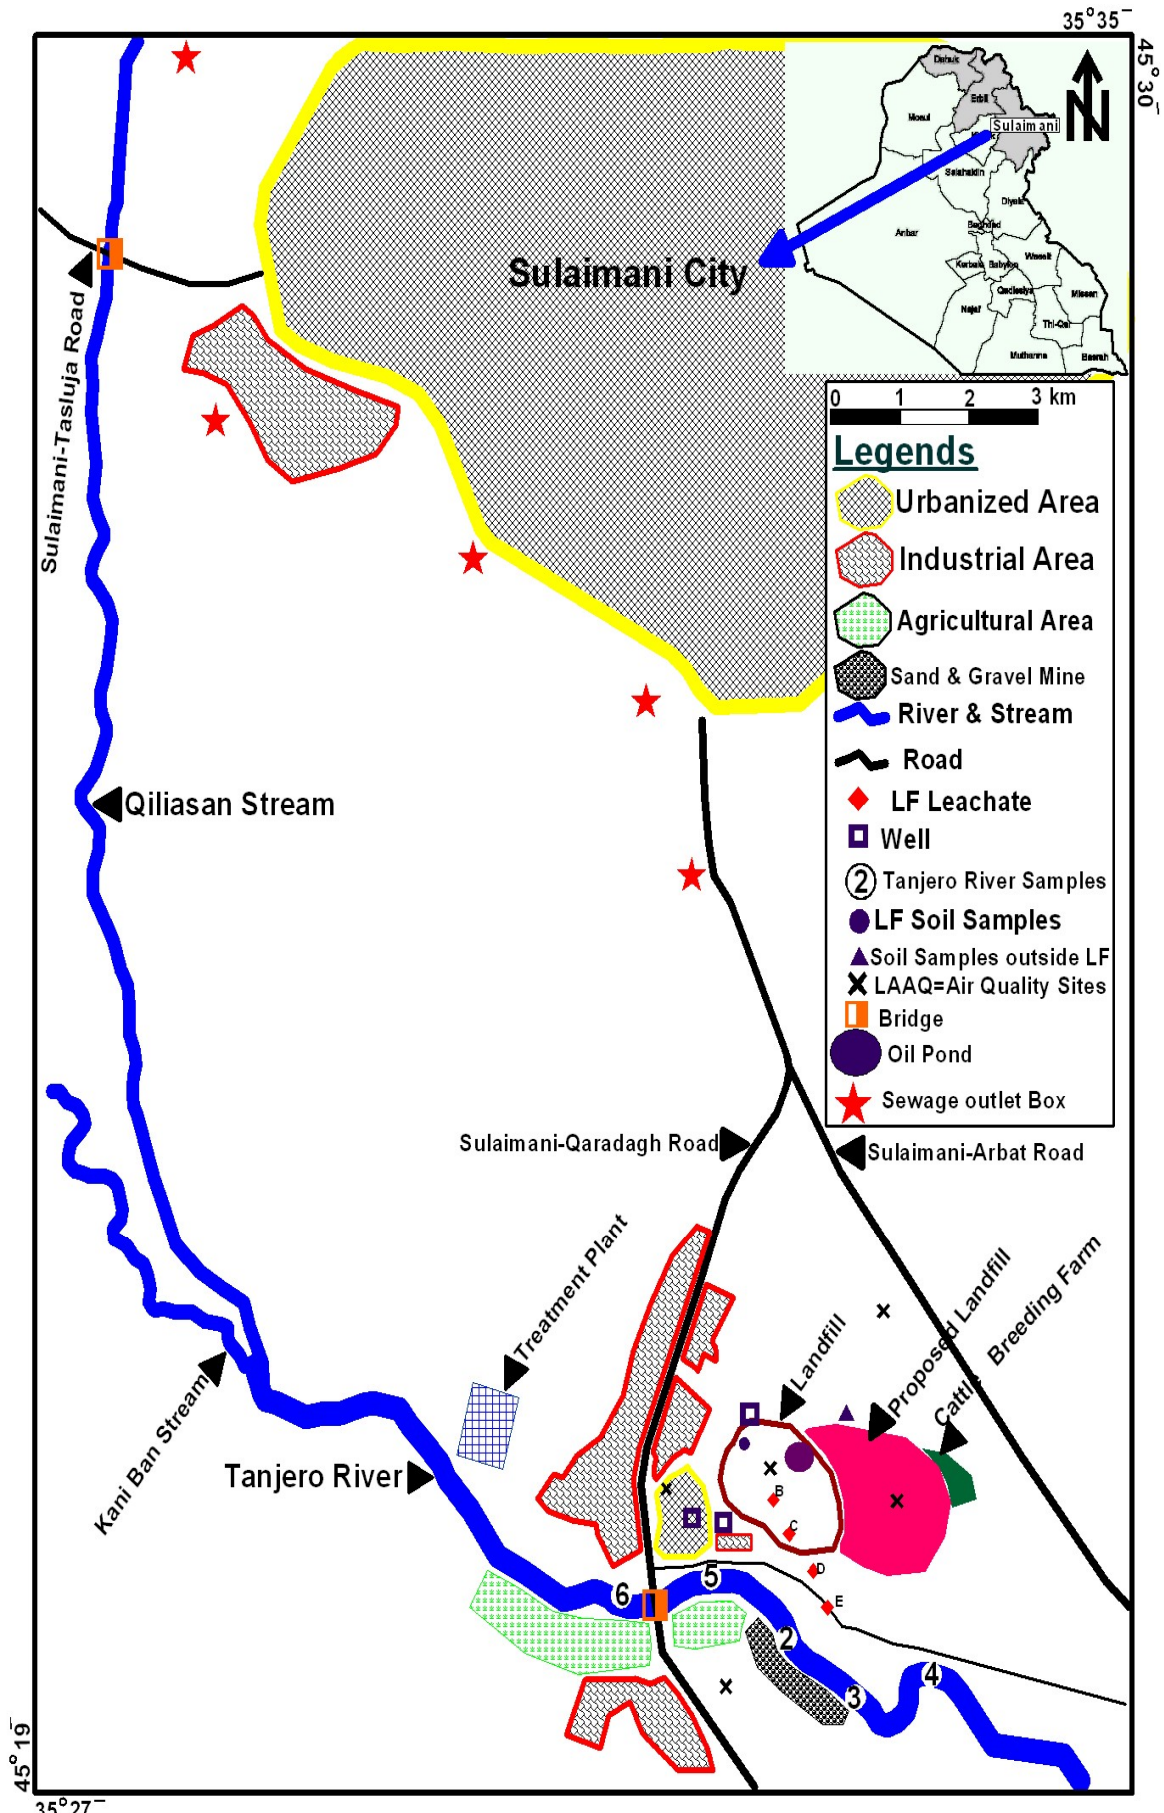 35°35‾
45°30‾
Dahuk
Erbil
Mosul
Sulaimani
Salahaldin
Diyala
Baghdad
Anbar
Wassit
Kerbala
Babylon
Qadissiya
Missan
Najaf
Thi-Qar
Muthanna
Basrah
N
Sulaimani City
0 1 2 3 km
Legends
Urbanized Area
Industrial Area
Agricultural Area
Sand & Gravel Mine
River & Stream
Road
LF Leachate
Well
2 Tanjero River Samples
LF Soil Samples
Soil Samples outside LF
LAAQ=Air Quality Sites
Bridge
Oil Pond
Sewage outlet Box
Sulaimani-Tasluja Road
Qiliasan Stream
Sulaimani-Qaradagh Road
Sulaimani-Arbat Road
Treatment Plant
Landfill
Proposed Landfill
Cattle Breeding Farm
Kani Ban Stream
Tanjero River
B
C
D
E
6
5
2
3
4
45°19‾
35°27‾